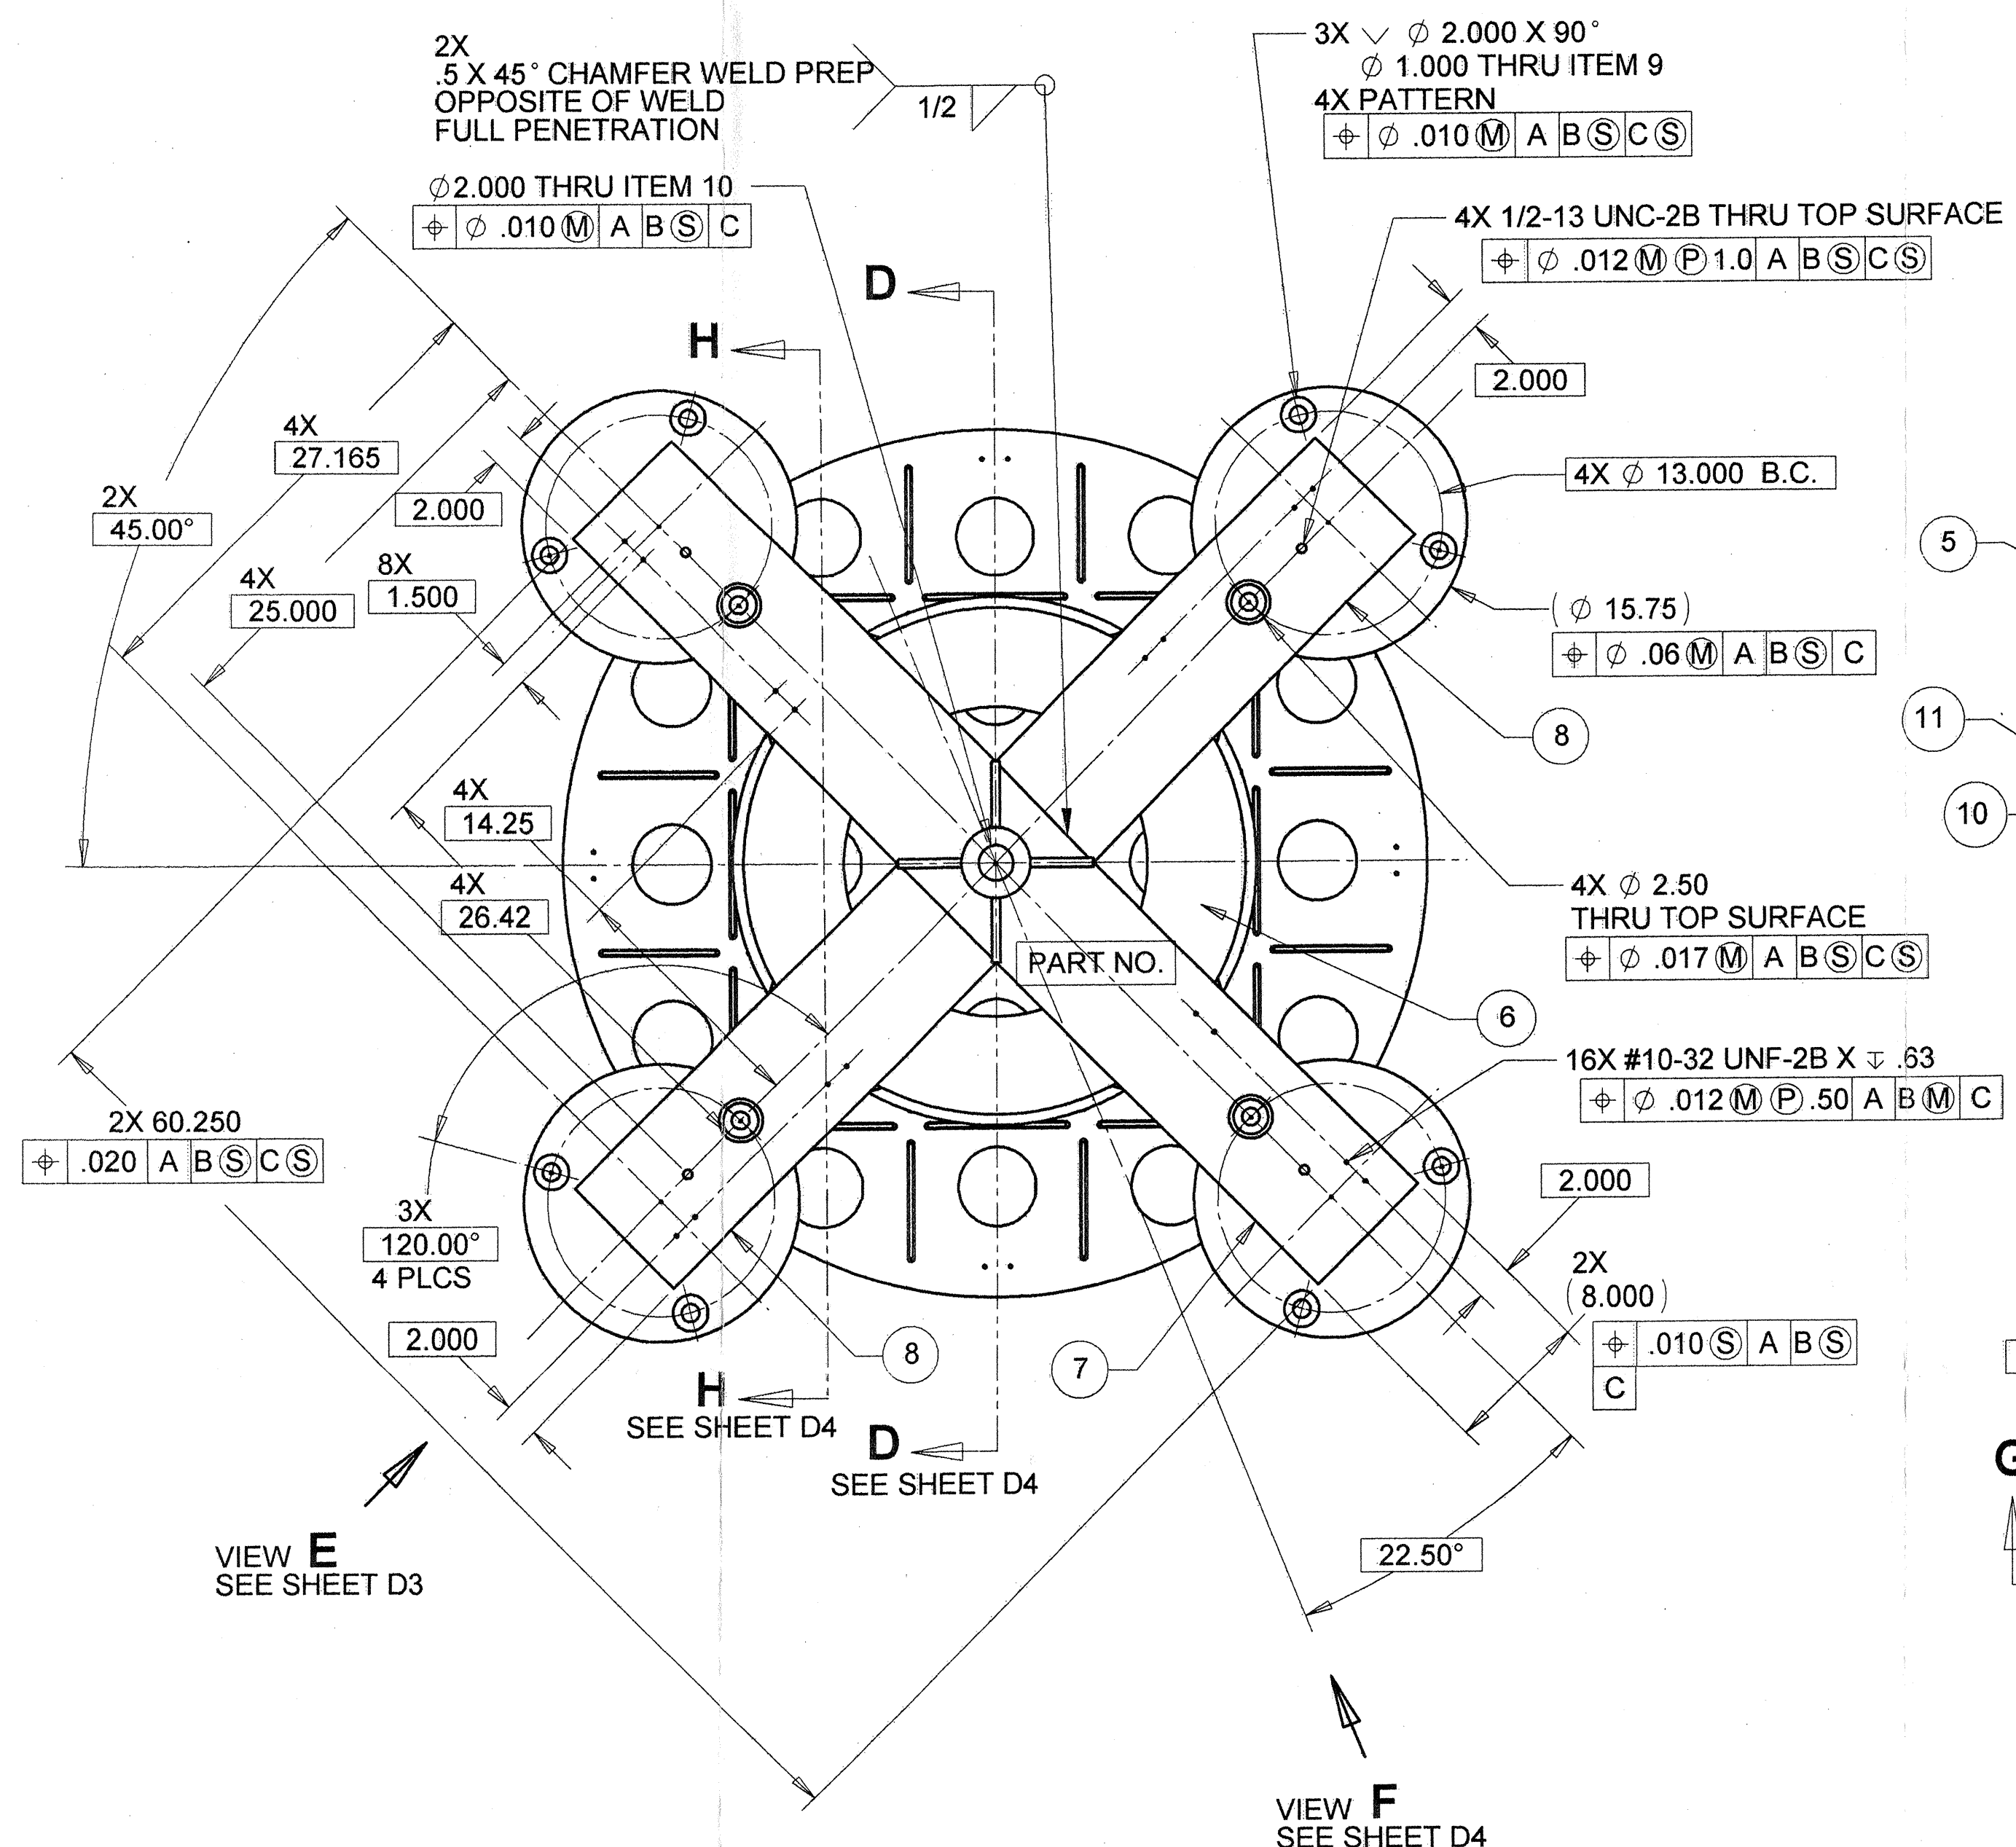 2X
.5 X 45° CHAMFER WELD PREP
OPPOSITE OF WELD
FULL PENETRATION
1/2
3X ⌵ ⌀ 2.000 X 90°
⌀ 1.000 THRU ITEM 9
4X PATTERN
⌖ ⌀ .010 Ⓜ A B Ⓢ C Ⓢ
⌀2.000 THRU ITEM 10
⌖ ⌀ .010 Ⓜ A B Ⓢ C
4X 1/2-13 UNC-2B THRU TOP SURFACE
⌖ ⌀ .012 Ⓜ Ⓟ 1.0 A B Ⓢ C Ⓢ
D
H
2.000
4X
27.165
4X ⌀ 13.000 B.C.
2.000
2X
45.00°
5
8X
1.500
4X
25.000
(⌀ 15.75)
⌖ ⌀ .06 Ⓜ A B Ⓢ C
8
11
4X
14.25
10
4X
26.42
4X ⌀ 2.50
THRU TOP SURFACE
⌖ ⌀ .017 Ⓜ A B Ⓢ C Ⓢ
PART NO.
6
16X #10-32 UNF-2B X ↧ .63
⌖ ⌀ .012 Ⓜ Ⓟ .50 A B Ⓜ C
2X 60.250
⌖ .020 A B Ⓢ C Ⓢ
2.000
3X
120.00°
4 PLCS
2X
(8.000)
⌖ .010 Ⓢ A B Ⓢ
C
2.000
8
7
H
SEE SHEET D4
D
SEE SHEET D4
G
VIEW E
SEE SHEET D3
22.50°
VIEW F
SEE SHEET D4